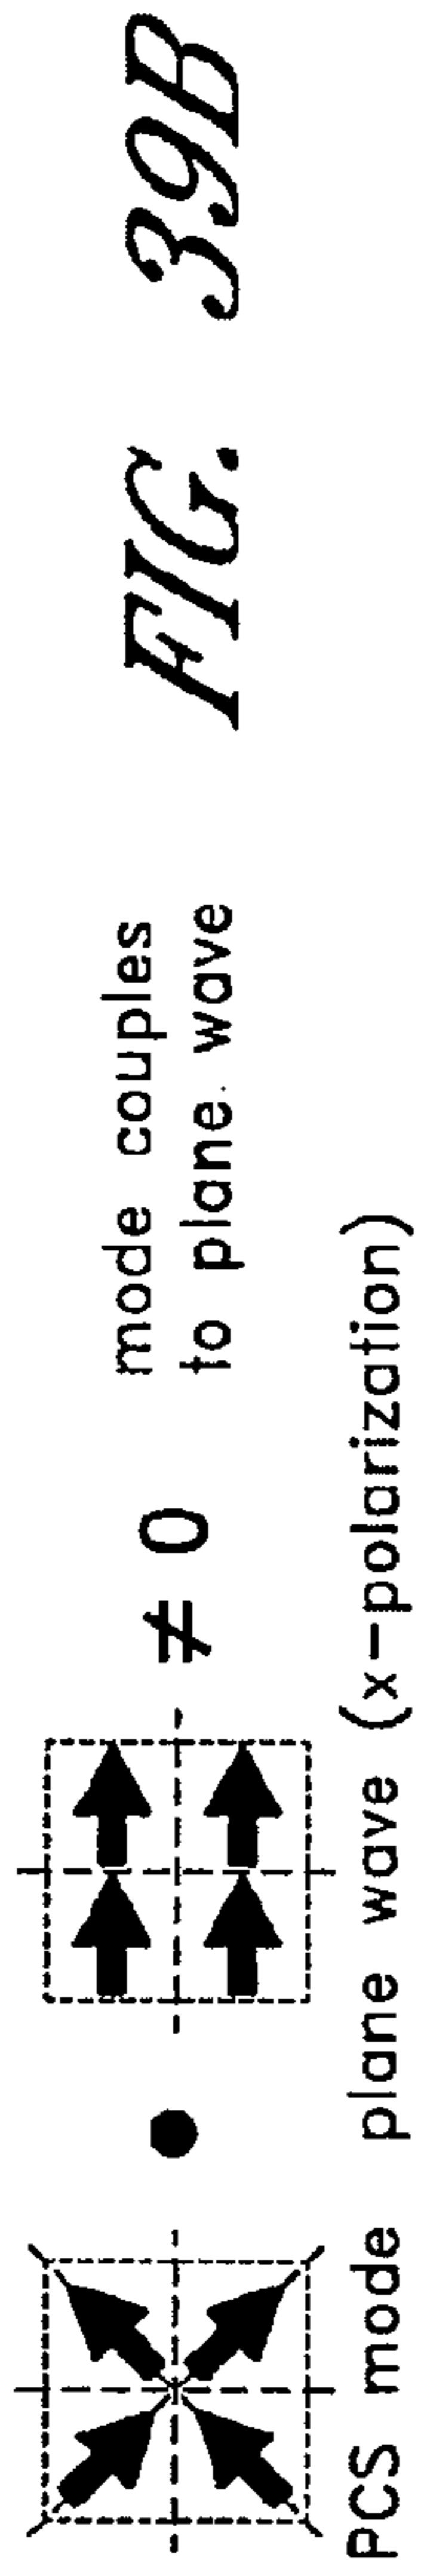 ≠ 0
mode couples
to plane wave
PCS mode
plane wave (x-polarization)
FIG. 39B